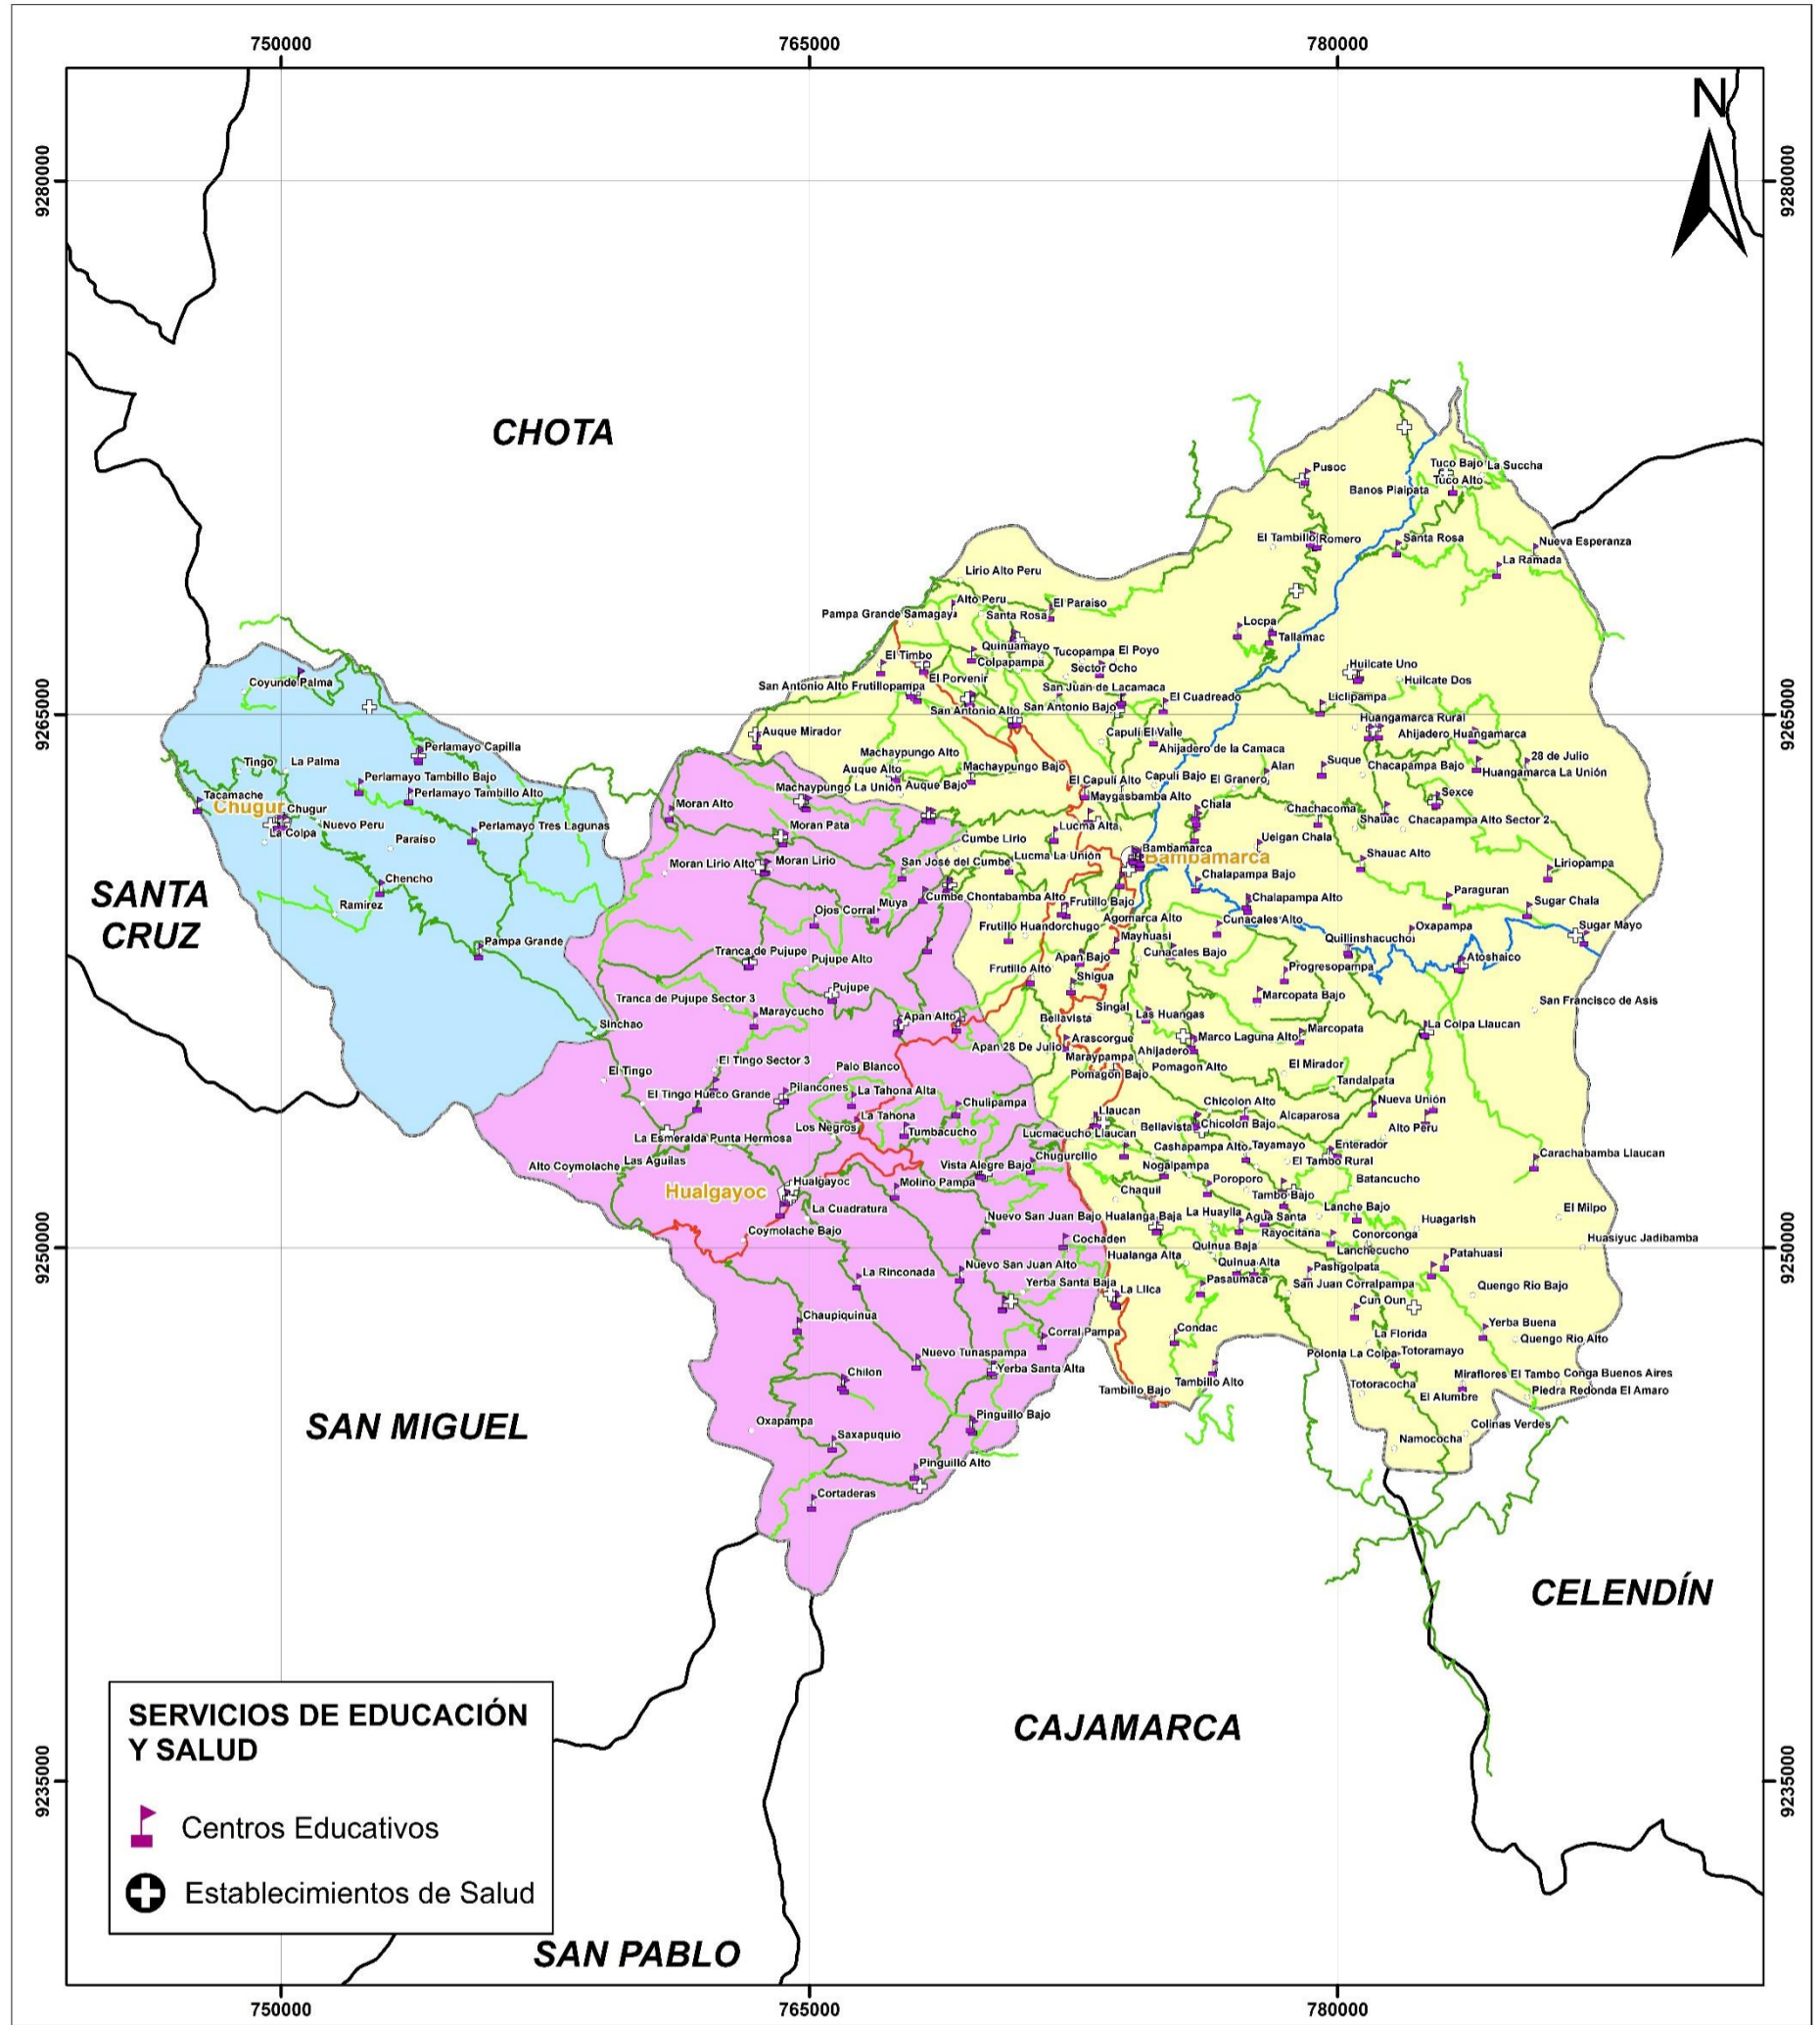 750000 765000 780000
N
9280000 9280000
CHOTA
Pusoc
Tuco Bajo
La Succha
Tuco Alto
Banos Piaipata
El Tambillo
Romero
Santa Rosa
Nueva Esperanza
La Ramada
Lirio Alto Peru
Alto Peru
El Paraiso
Pampa Grande Samagay
Santa Rosa
Locpa
Tallamac
Quinuamayo
Tucopampa
El Poyo
El Timbo
Colpapampa
Sector Ocho
Huilcate Uno
Huilcate Dos
El Porvenir
Coyunde Palma
San Antonio Alto Frutillopampa
San Juan de Lacamaca
El Cuadreado
Liclipampa
9265000 9265000
San Antonio Alto
San Antonio Bajo
Huangamarca Rural
Auque Mirador
Capuli El Valle
Ahijadero Huangamarca
Perlamayo Capilla
Machaypungo Alto
Ahijadero de la Camaca
Tingo
La Palma
Auque Alto
Machaypungo Bajo
Alan
Suque
Chacapampa Bajo
28 de Julio
Huangamarca La Unión
Perlamayo Tambillo Bajo
El Capuli Alto
Capuli Bajo
El Granero
Machaypungo La Unión
Auque Bajo
Perlamayo Tambillo Alto
Tacamache
Maygasbamba Alto
Sexce
Chugur
Chugur
Moran Alto
Chala
Chachacoma
Shauac
Chacapampa Alto Sector 2
La Colpa
Nuevo Peru
Perlamayo Tres Lagunas
Moran Pata
Lucma Alta
Paraíso
Cumbe Lirio
Ueigan Chala
Bambamarca
Bambamarca
Moran Lirio Alto
Moran Lirio
San José del Cumbe
Lucma La Unión
Shauac Alto
Liriopampa
SANTA
CRUZ
Chencho
Chalapampa Bajo
Paraguran
Ramirez
Muya
Cumbe Chontabamba Alto
Frutillo Bajo
Chalapampa Alto
Sugar Chala
Ojos Corral
Agomarca Alto
Cunacales Alto
Frutillo Huandorchugo
Oxapampa
Sugar Mayo
Pampa Grande
Mayhuasi
Quillinshacucho
Tranca de Pujupe
Pujupe Alto
Apan Bajo
Cunacales Bajo
Atoshaico
Frutillo Alto
Shigua
Progresopampa
Pujupe
Tranca de Pujupe Sector 3
Marcopata Bajo
San Francisco de Asis
Maraycucho
Singal
Las Huangas
Sinchao
Apan Alto
Bellavista
Marcopata
La Colpa Llaucan
Arascorgue
Marco Laguna Alto
Apan 28 De Julio
Ahijadero
El Tingo Sector 3
Maraypampa
Palo Blanco
Pomagon Bajo
Pomagon Alto
El Mirador
El Tingo
Tandalpata
El Tingo Hueco Grande
Pilancones
La Tahona Alta
Nueva Unión
Chulipampa
Chicolon Alto
La Tahona
Llaucan
Alcaparosa
Los Negros
Tumbacucho
Bellavista
Chicolon Bajo
Alto Peru
La Esmeralda Punta Hermosa
Lucmacucho Llaucan
Cashapampa Alto
Tayamayo
Enterador
Carachabamba Llaucan
Alto Coymolache
Las Aguilas
Vista Alegre Bajo
Chugurcillo
Nogalpampa
El Tambo Rural
Hualgayoc
Hualgayoc
Molino Pampa
Poroporo
Batancucho
Chaquil
Tambo Bajo
La Cuadratura
Nuevo San Juan Bajo
Hualanga Baja
La Huaylla
Agua Santa
Lanche Bajo
Huagarish
El Milpo
Coymolache Bajo
Cochaden
Rayocitana
Conorconga
Huasiyuc Jadibamba
9250000 9250000
Hualanga Alta
Quinua Baja
Lanchecucho
Patahuasi
La Rinconada
Nuevo San Juan Alto
Quinua Alta
Pashgolpata
Yerba Santa Baja
La Llica
Pasaumaca
San Juan Corralpampa
Quengo Rio Bajo
Chaupiquinua
Cun Oun
Corral Pampa
Condac
Yerba Buena
La Florida
Quengo Rio Alto
Nuevo Tunaspampa
Polonia La Colpa
Totoramayo
Chilon
Yerba Santa Alta
Tambillo Bajo
Tambillo Alto
Totoracocha
Miraflores El Tambo
Conga Buenos Aires
El Alumbre
Piedra Redonda El Amaro
SAN MIGUEL
Oxapampa
Pinguillo Bajo
Colinas Verdes
Saxapuquio
Namococha
Pinguillo Alto
Cortaderas
CELENDÍN
SERVICIOS DE EDUCACIÓN
Y SALUD
CAJAMARCA
9235000 9235000
Centros Educativos
Establecimientos de Salud
SAN PABLO
750000 765000 780000